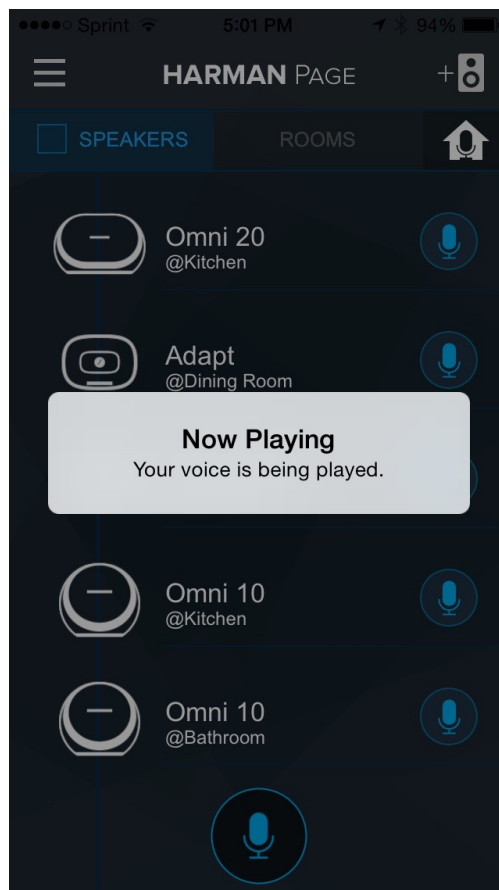 Sprint 5:01 PM 94%
HARMAN PAGE
SPEAKERS ROOMS
Omni 20
@Kitchen
Adapt
@Dining Room
Now Playing
Your voice is being played.
Omni 10
@Kitchen
Omni 10
@Bathroom